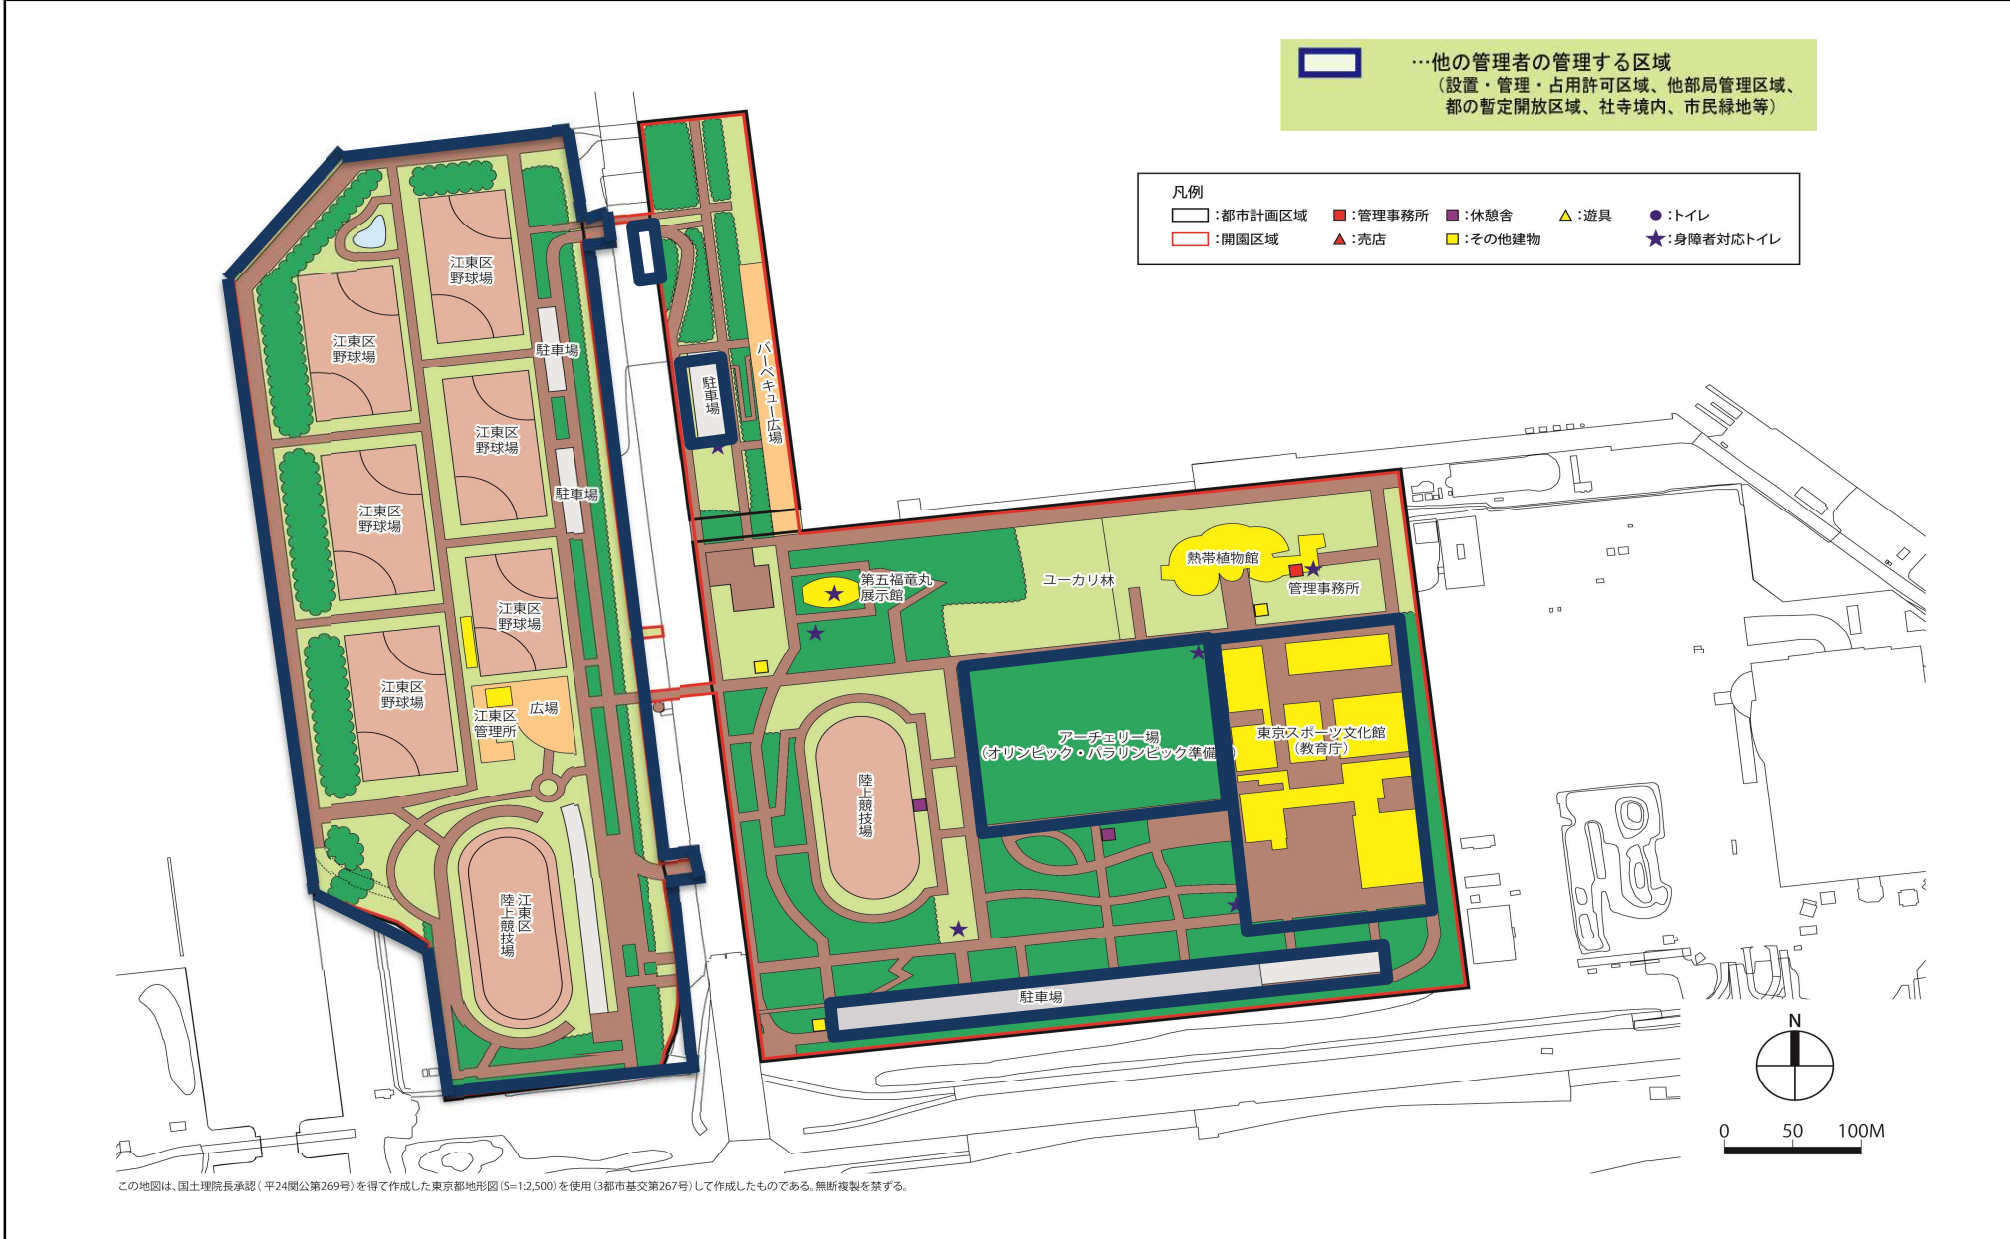 …他の管理者の管理する区域
(設置・管理・占用許可区域、他部局管理区域、
都の暫定開放区域、社寺境内、市民緑地等)
凡例
:都市計画区域
:管理事務所
:休憩舎
:遊具
:トイレ
:開園区域
:売店
:その他建物
:身障者対応トイレ
江東区
野球場
江東区
野球場
駐車場
駐車場
バーベキュー広場
江東区
野球場
駐車場
江東区
野球場
江東区
野球場
江東区
野球場
江東区
管理所
広場
江東区
陸上競技場
第五福竜丸
展示館
ユーカリ林
熱帯植物館
管理事務所
アーチェリー場
(オリンピック・パラリンピック準備
)
東京スポーツ文化館
(教育庁)
陸上競技場
駐車場
N
0 50 100M
この地図は、国土理院長承認(平24関公第269号)を得て作成した東京都地形図(S=1:2,500)を使用(3都市基交第267号)して作成したものである。無断複製を禁ずる。